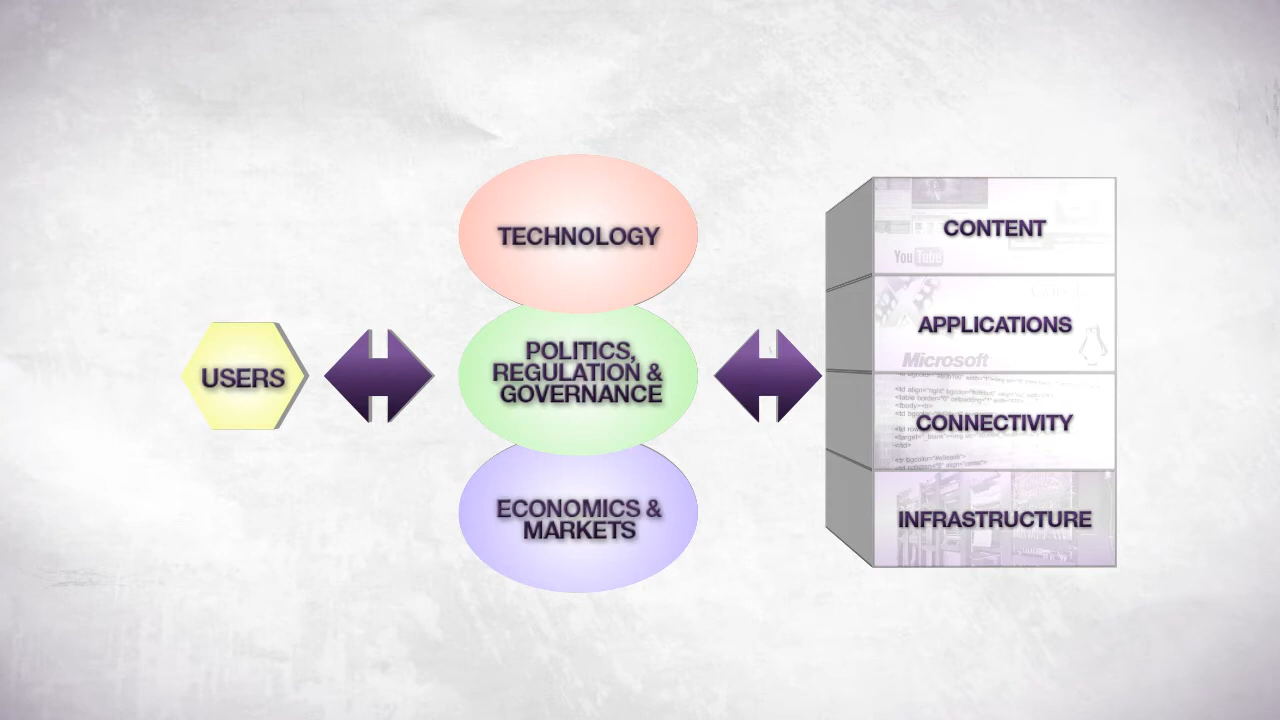 USERS
TECHNOLOGY
POLITICS,
REGULATION &
GOVERNANCE
ECONOMICS &
MARKETS
CONTENT
YouTube
APPLICATIONS
Microsoft
CONNECTIVITY
INFRASTRUCTURE